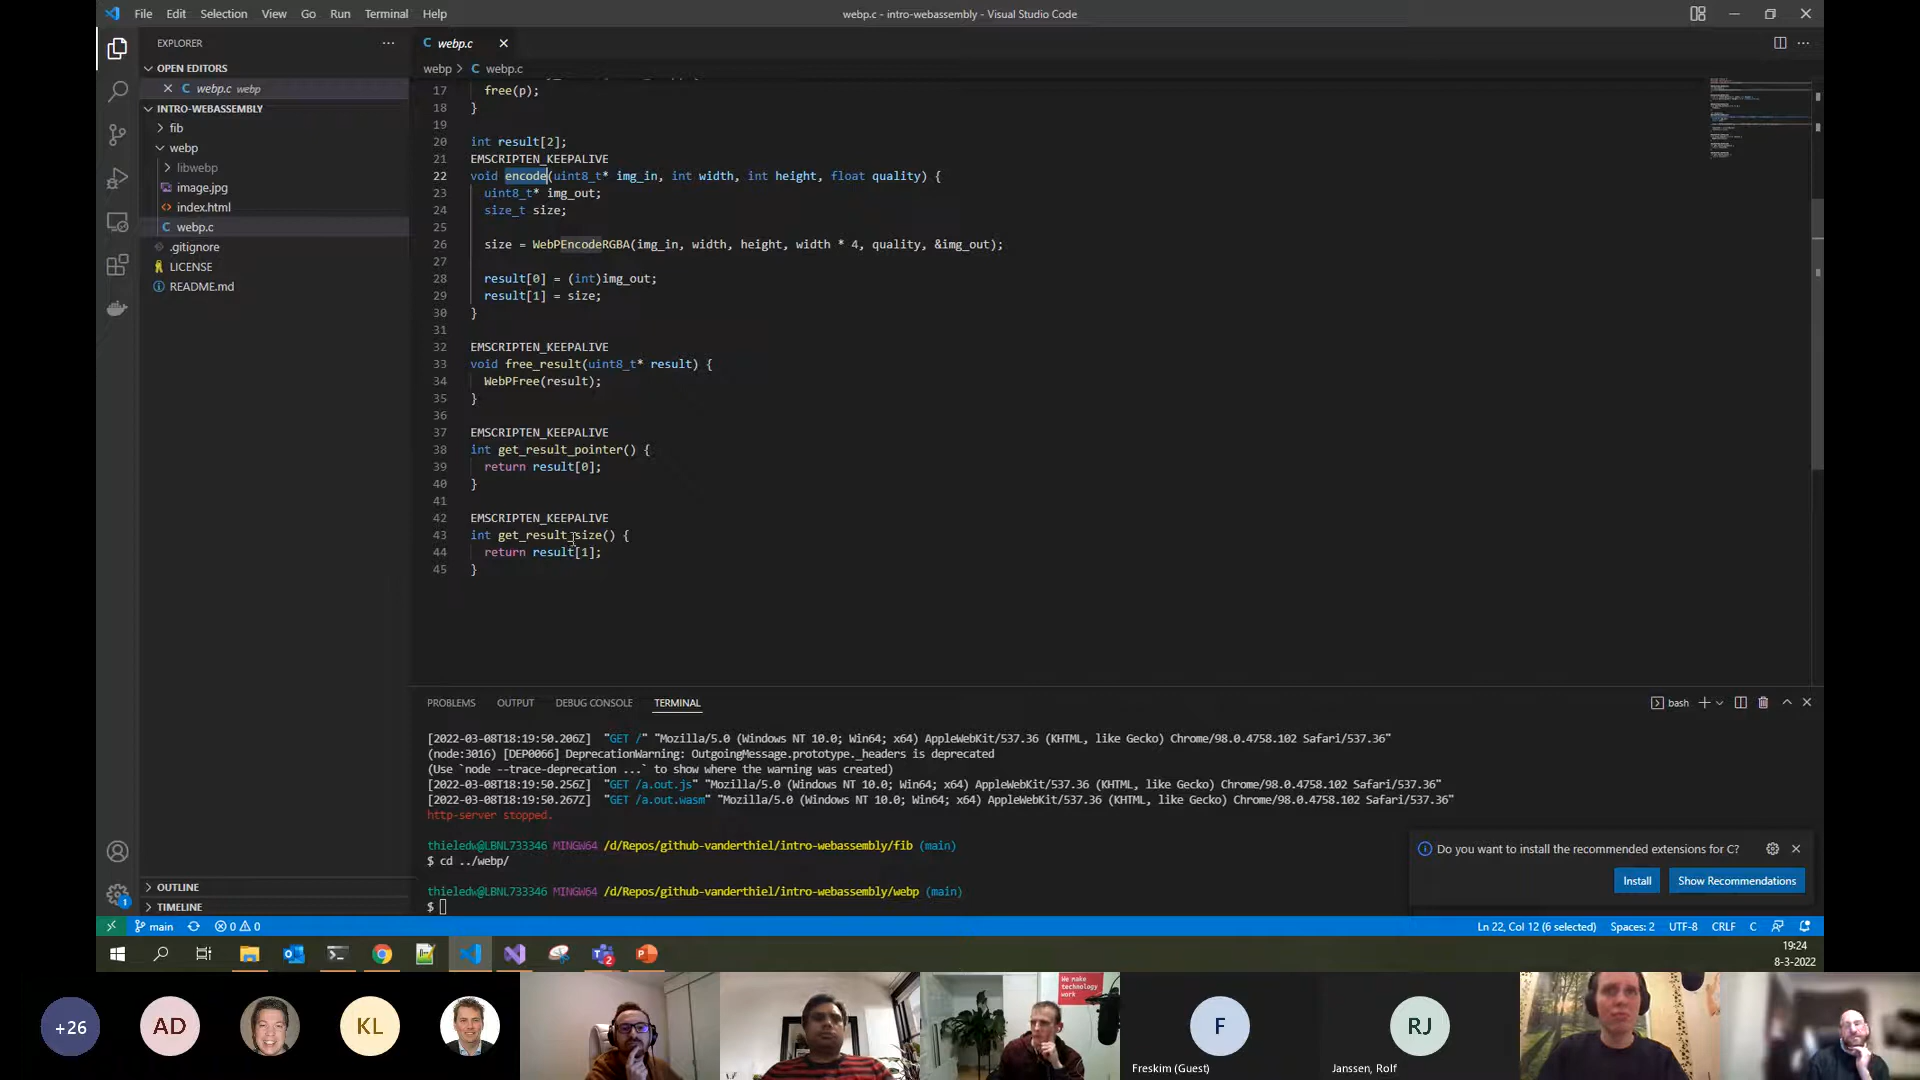 File Edit Selection View Go Run Terminal Help
webp.c - intro-webassembly - Visual Studio Code
EXPLORER
OPEN EDITORS
webp.c webp
INTRO-WEBASSEMBLY
fib
webp
libwebp
image.jpg
index.html
webp.c
.gitignore
LICENSE
README.md
OUTLINE
TIMELINE
webp.c
webp > webp.c
17 free(p);
18 }
19
20 int result[2];
21 EMSCRIPTEN_KEEPALIVE
22 void encode(uint8_t* img_in, int width, int height, float quality) {
23 uint8_t* img_out;
24 size_t size;
25
26 size = WebPEncodeRGBA(img_in, width, height, width * 4, quality, &img_out);
27
28 result[0] = (int)img_out;
29 result[1] = size;
30 }
31
32 EMSCRIPTEN_KEEPALIVE
33 void free_result(uint8_t* result) {
34 WebPFree(result);
35 }
36
37 EMSCRIPTEN_KEEPALIVE
38 int get_result_pointer() {
39 return result[0];
40 }
41
42 EMSCRIPTEN_KEEPALIVE
43 int get_result_size() {
44 return result[1];
45 }
PROBLEMS OUTPUT DEBUG CONSOLE TERMINAL
bash
[2022-03-08T18:19:50.206Z] "GET /" "Mozilla/5.0 (Windows NT 10.0; Win64; x64) AppleWebKit/537.36 (KHTML, like Gecko) Chrome/98.0.4758.102 Safari/537.36"
(node:3016) [DEP0066] DeprecationWarning: OutgoingMessage.prototype._headers is deprecated
(Use `node --trace-deprecation ...` to show where the warning was created)
[2022-03-08T18:19:50.256Z] "GET /a.out.js" "Mozilla/5.0 (Windows NT 10.0; Win64; x64) AppleWebKit/537.36 (KHTML, like Gecko) Chrome/98.0.4758.102 Safari/537.36"
[2022-03-08T18:19:50.267Z] "GET /a.out.wasm" "Mozilla/5.0 (Windows NT 10.0; Win64; x64) AppleWebKit/537.36 (KHTML, like Gecko) Chrome/98.0.4758.102 Safari/537.36"
http-server stopped.
thieledw@LBNL733346 MINGW64 /d/Repos/github-vanderthiel/intro-webassembly/fib (main)
$ cd ../webp/
thieledw@LBNL733346 MINGW64 /d/Repos/github-vanderthiel/intro-webassembly/webp (main)
$
Do you want to install the recommended extensions for C?
Install
Show Recommendations
main 0 0
Ln 22, Col 12 (6 selected) Spaces: 2 UTF-8 CRLF C
19:24
8-3-2022
+26
AD
KL
We make
technology
work
F
Freskim (Guest)
RJ
Janssen, Rolf